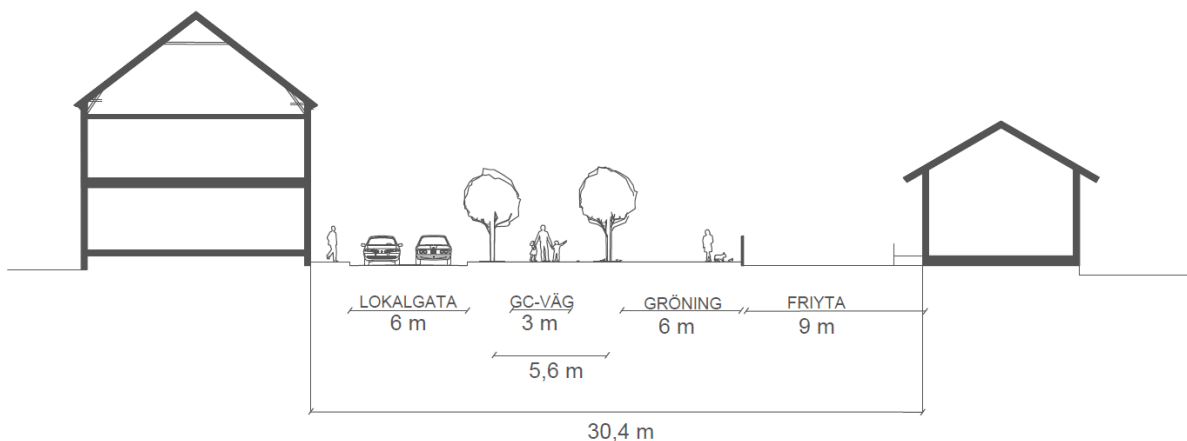 LOKALGATA
6 m
GC-VÄG
3 m
GRÖNING
6 m
FRIYTA
9 m
5,6 m
30,4 m